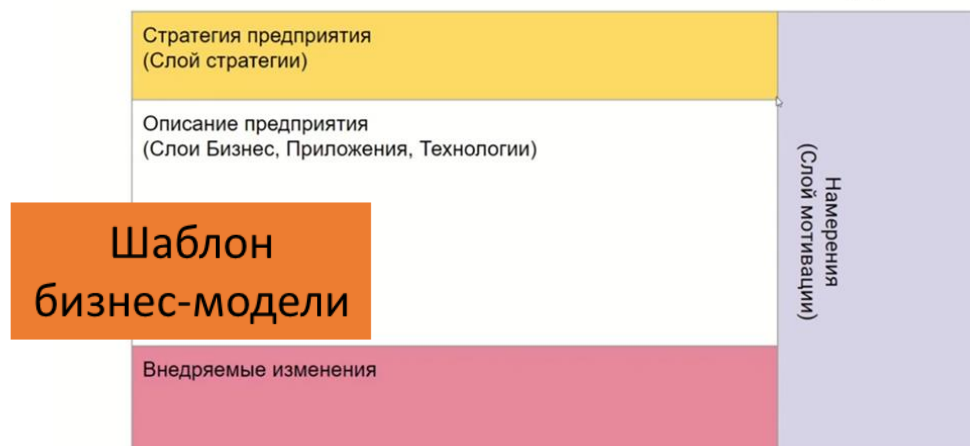 Стратегия предприятия
(Слой стратегии)
Описание предприятия
(Слои Бизнес, Приложения, Технологии)
Шаблон
бизнес-модели
Внедряемые изменения
Намерения
(Слой мотивации)